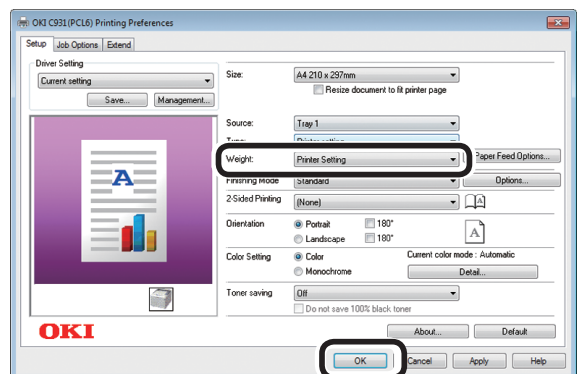 OKI C931(PCL6) Printing Preferences
Setup Job Options Extend
Driver Setting
Current setting
Save... Management...
Size: A4 210 x 297mm
Resize document to fit printer page
Source: Tray 1
Type: Printer setting
Weight: Printer Setting Paper Feed Options...
Finishing Mode Standard Options...
2-Sided Printing (None)
Orientation Portrait 180°
Landscape 180°
Color Setting Color Current color mode : Automatic
Monochrome Detail...
Toner saving Off
Do not save 100% black toner
A
A
A
OKI
About... Default
OK Cancel Apply Help